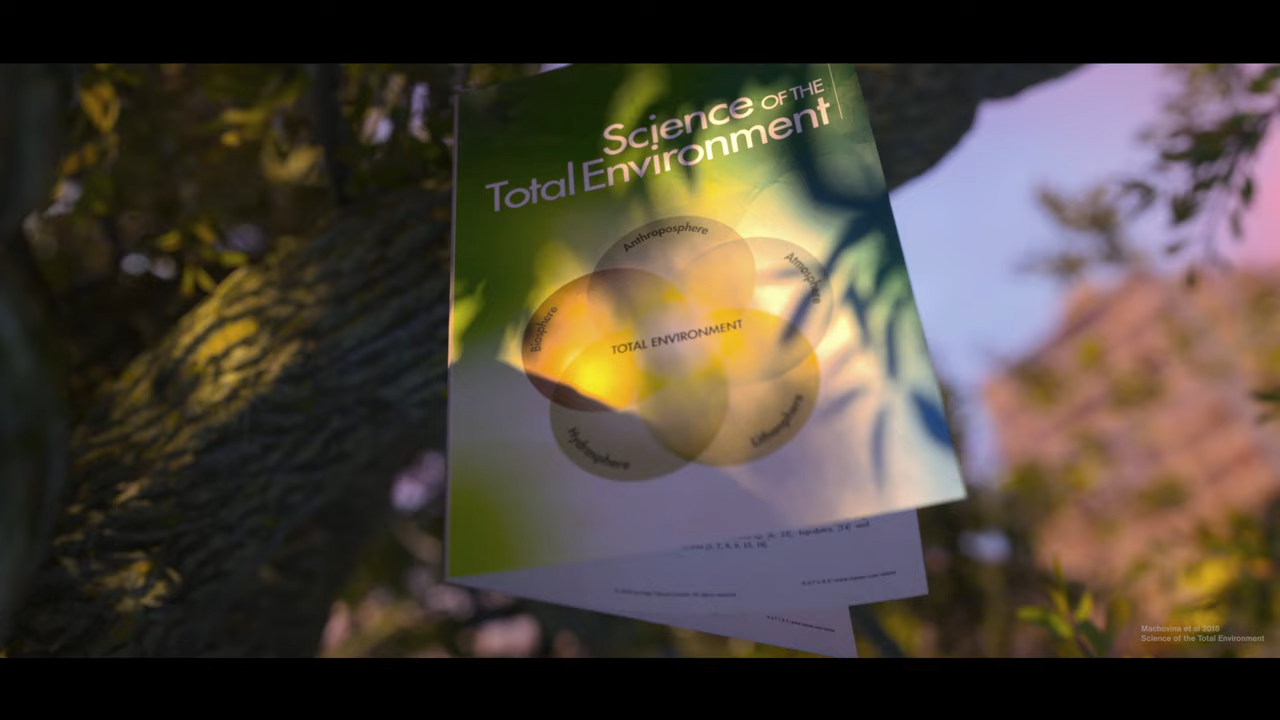 Science OF THE
Total Environment
Anthroposphere
Atmosphere
Biosphere
TOTAL ENVIRONMENT
Lithosphere
Hydrosphere
Machovina et al 2015
Science of the Total Environment